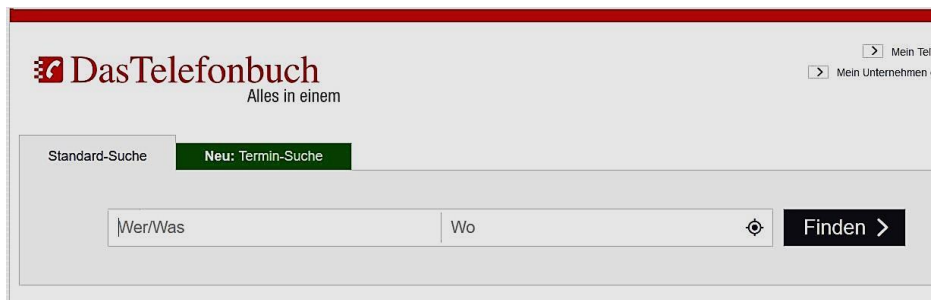 DasTelefonbuch
Alles in einem
Mein Tel
Mein Unternehmen
Standard-Suche
Neu: Termin-Suche
Wer/Was
Wo
Finden